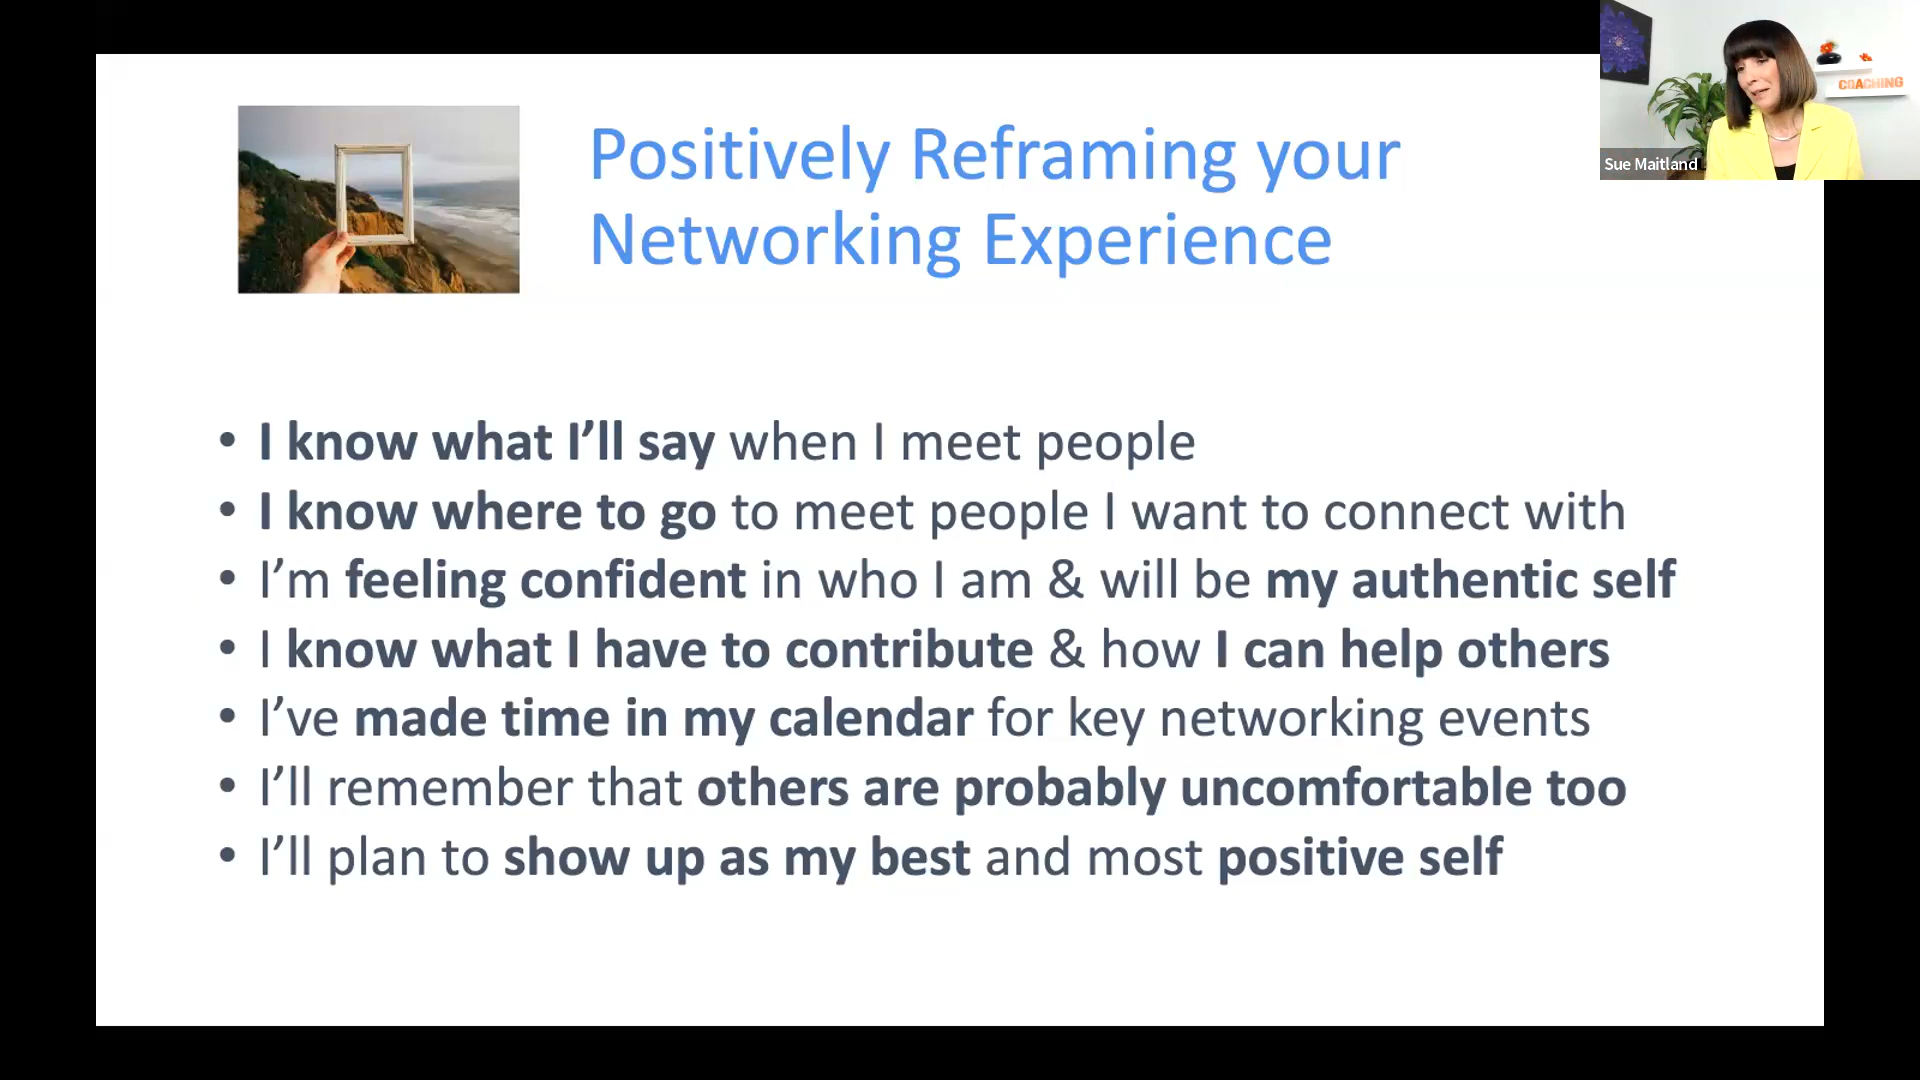 Positively Reframing your
Networking Experience
• I know what I’ll say when I meet people
• I know where to go to meet people I want to connect with
• I’m feeling confident in who I am & will be my authentic self
• I know what I have to contribute & how I can help others
• I’ve made time in my calendar for key networking events
• I’ll remember that others are probably uncomfortable too
• I’ll plan to show up as my best and most positive self
COACHING
Sue Maitland